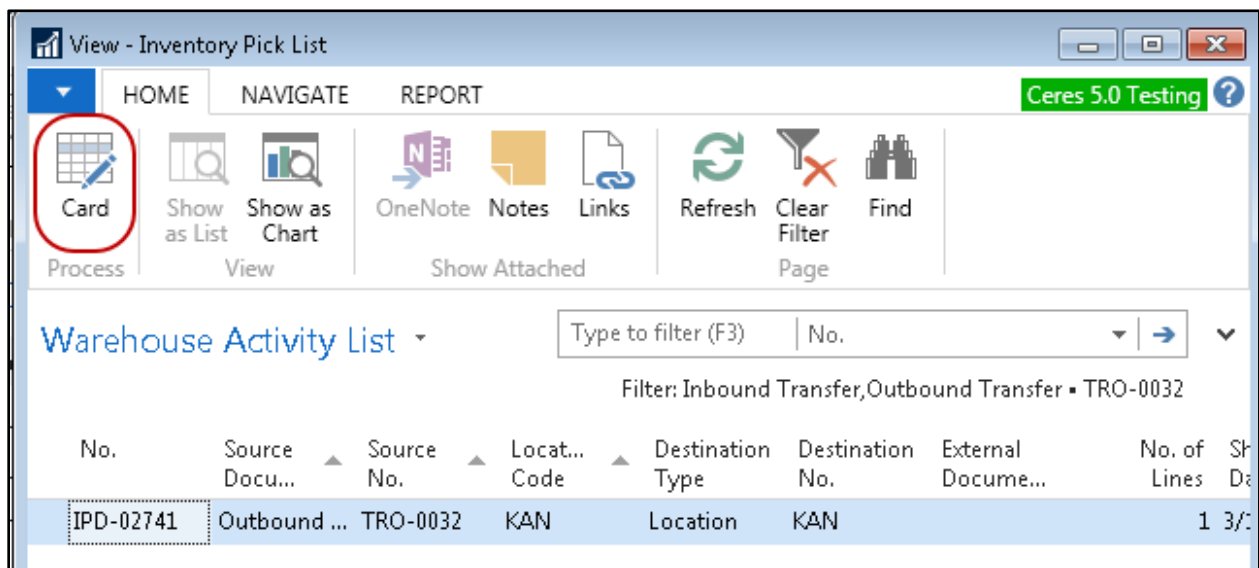 View - Inventory Pick List
HOME NAVIGATE REPORT Ceres 5.0 Testing ?
Card Show as List Show as Chart OneNote Notes Links Refresh Clear Filter Find
Process View Show Attached Page
Warehouse Activity List Type to filter (F3) No.
Filter: Inbound Transfer,Outbound Transfer ▪ TRO-0032
No. Source Docu... Source No. Locat... Code Destination Type Destination No. External Docume... No. of Lines Sh Da
IPD-02741 Outbound ... TRO-0032 KAN Location KAN 1 3/